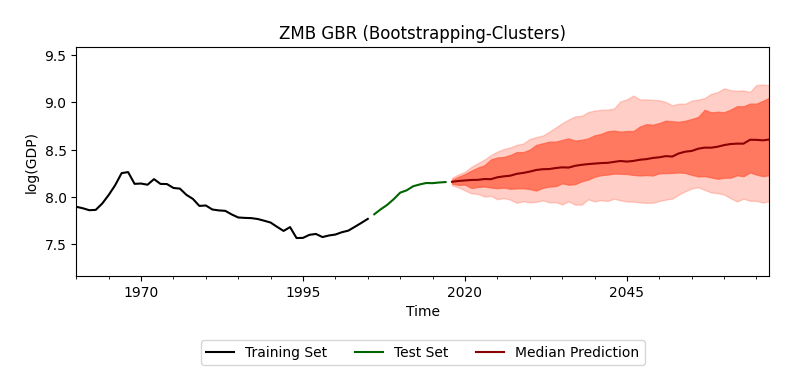 ZMB GBR (Bootstrapping-Clusters)
9.5
9.0
8.5
8.0
7.5
log(GDP)
1970 1995 2020 2045
Time
Training Set Test Set Median Prediction